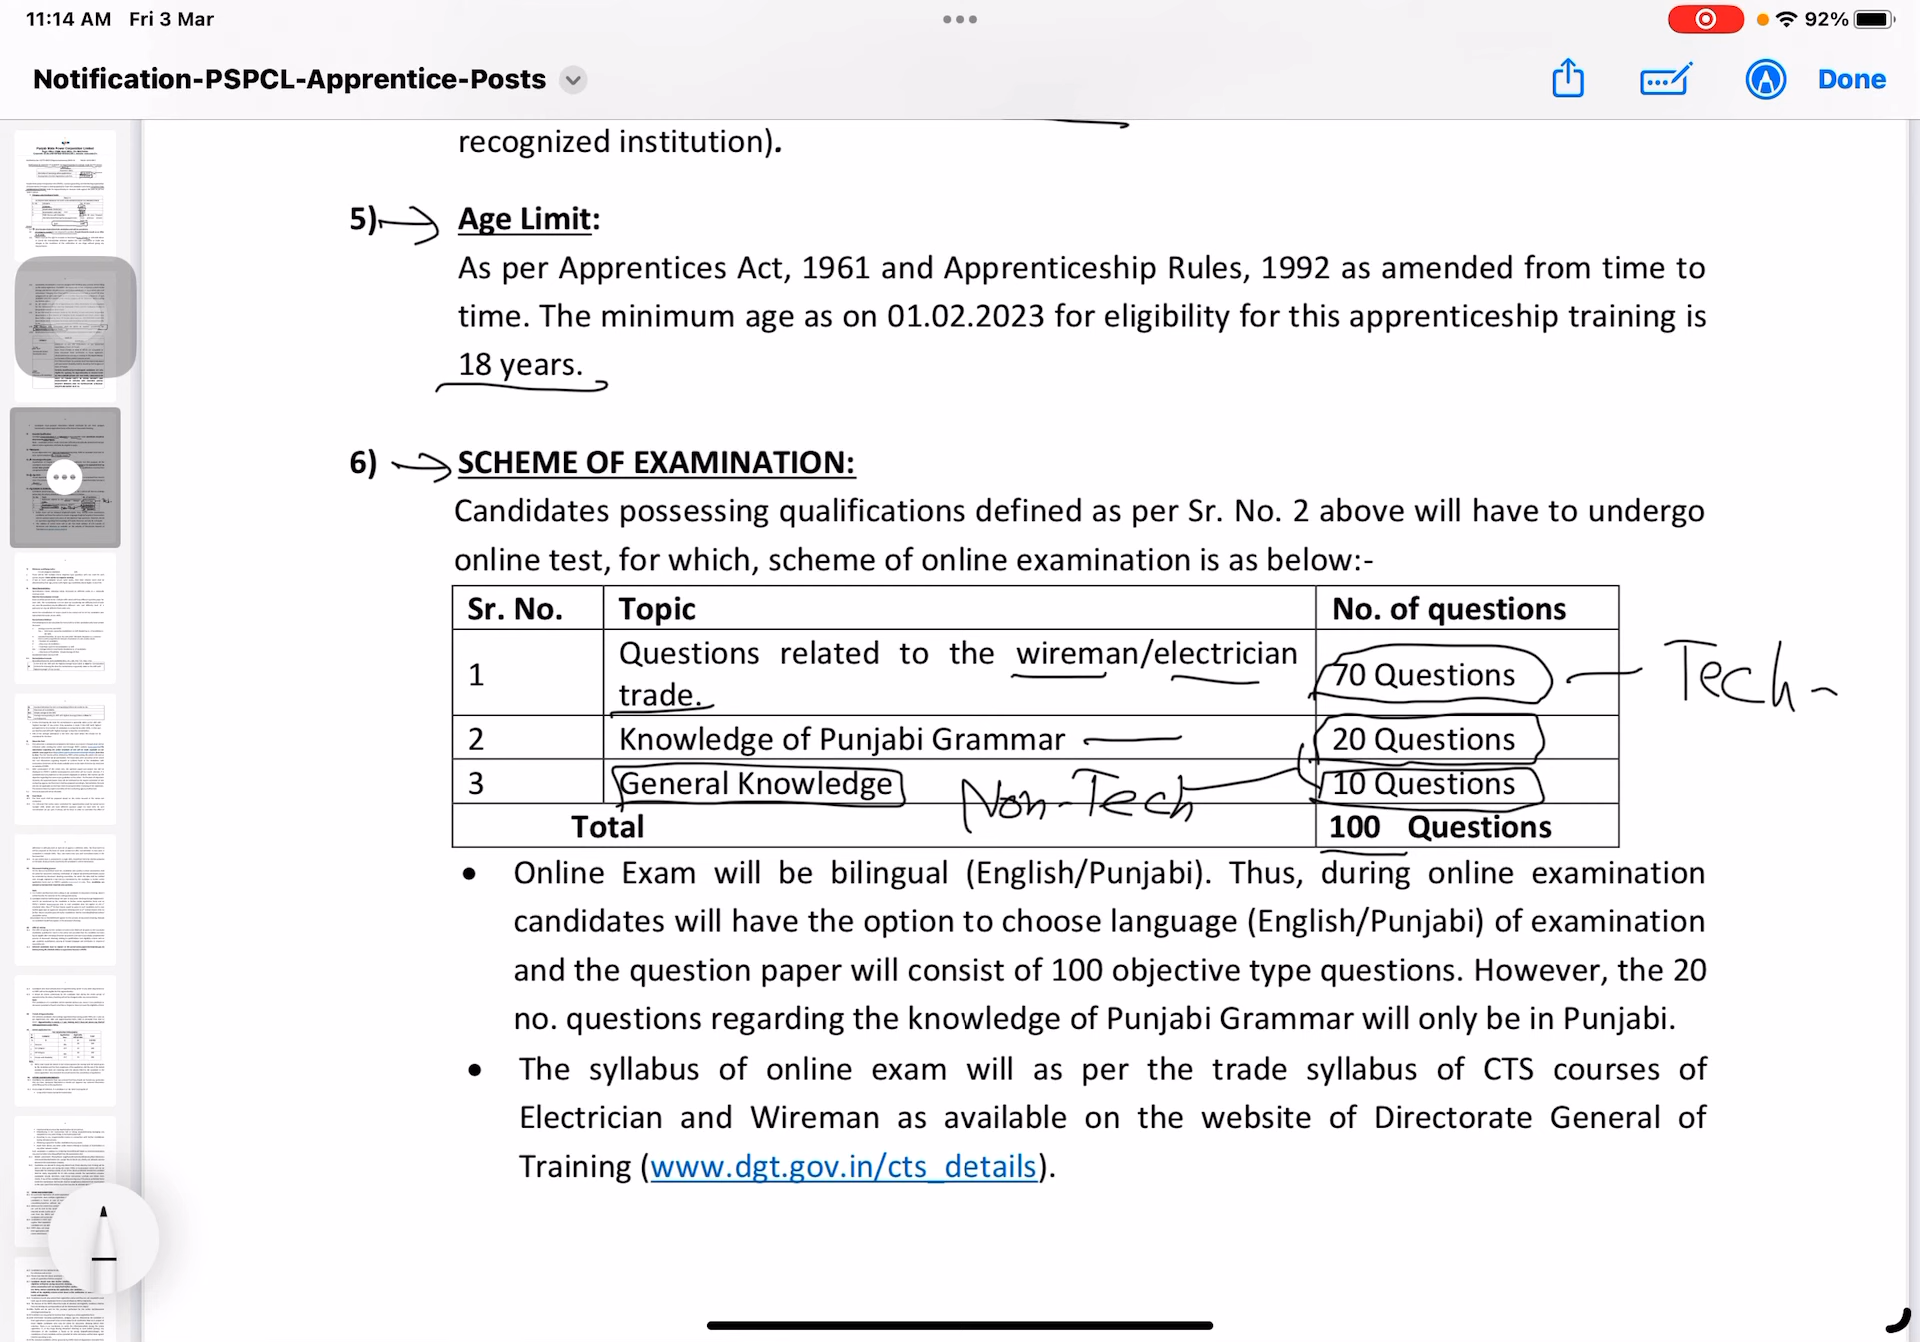 11:14 AM Fri 3 Mar
92%
Notification-PSPCL-Apprentice-Posts
Done
recognized institution).
5) Age Limit:
As per Apprentices Act, 1961 and Apprenticeship Rules, 1992 as amended from time to
time. The minimum age as on 01.02.2023 for eligibility for this apprenticeship training is
18 years.
6) SCHEME OF EXAMINATION:
Candidates possessing qualifications defined as per Sr. No. 2 above will have to undergo
online test, for which, scheme of online examination is as below:-
Sr. No. Topic No. of questions
1 Questions related to the wireman/electrician trade. 70 Questions Tech-
2 Knowledge of Punjabi Grammar 20 Questions
3 General Knowledge Non-Tech 10 Questions
Total 100 Questions
• Online Exam will be bilingual (English/Punjabi). Thus, during online examination
candidates will have the option to choose language (English/Punjabi) of examination
and the question paper will consist of 100 objective type questions. However, the 20
no. questions regarding the knowledge of Punjabi Grammar will only be in Punjabi.
• The syllabus of online exam will as per the trade syllabus of CTS courses of
Electrician and Wireman as available on the website of Directorate General of
Training (www.dgt.gov.in/cts_details).